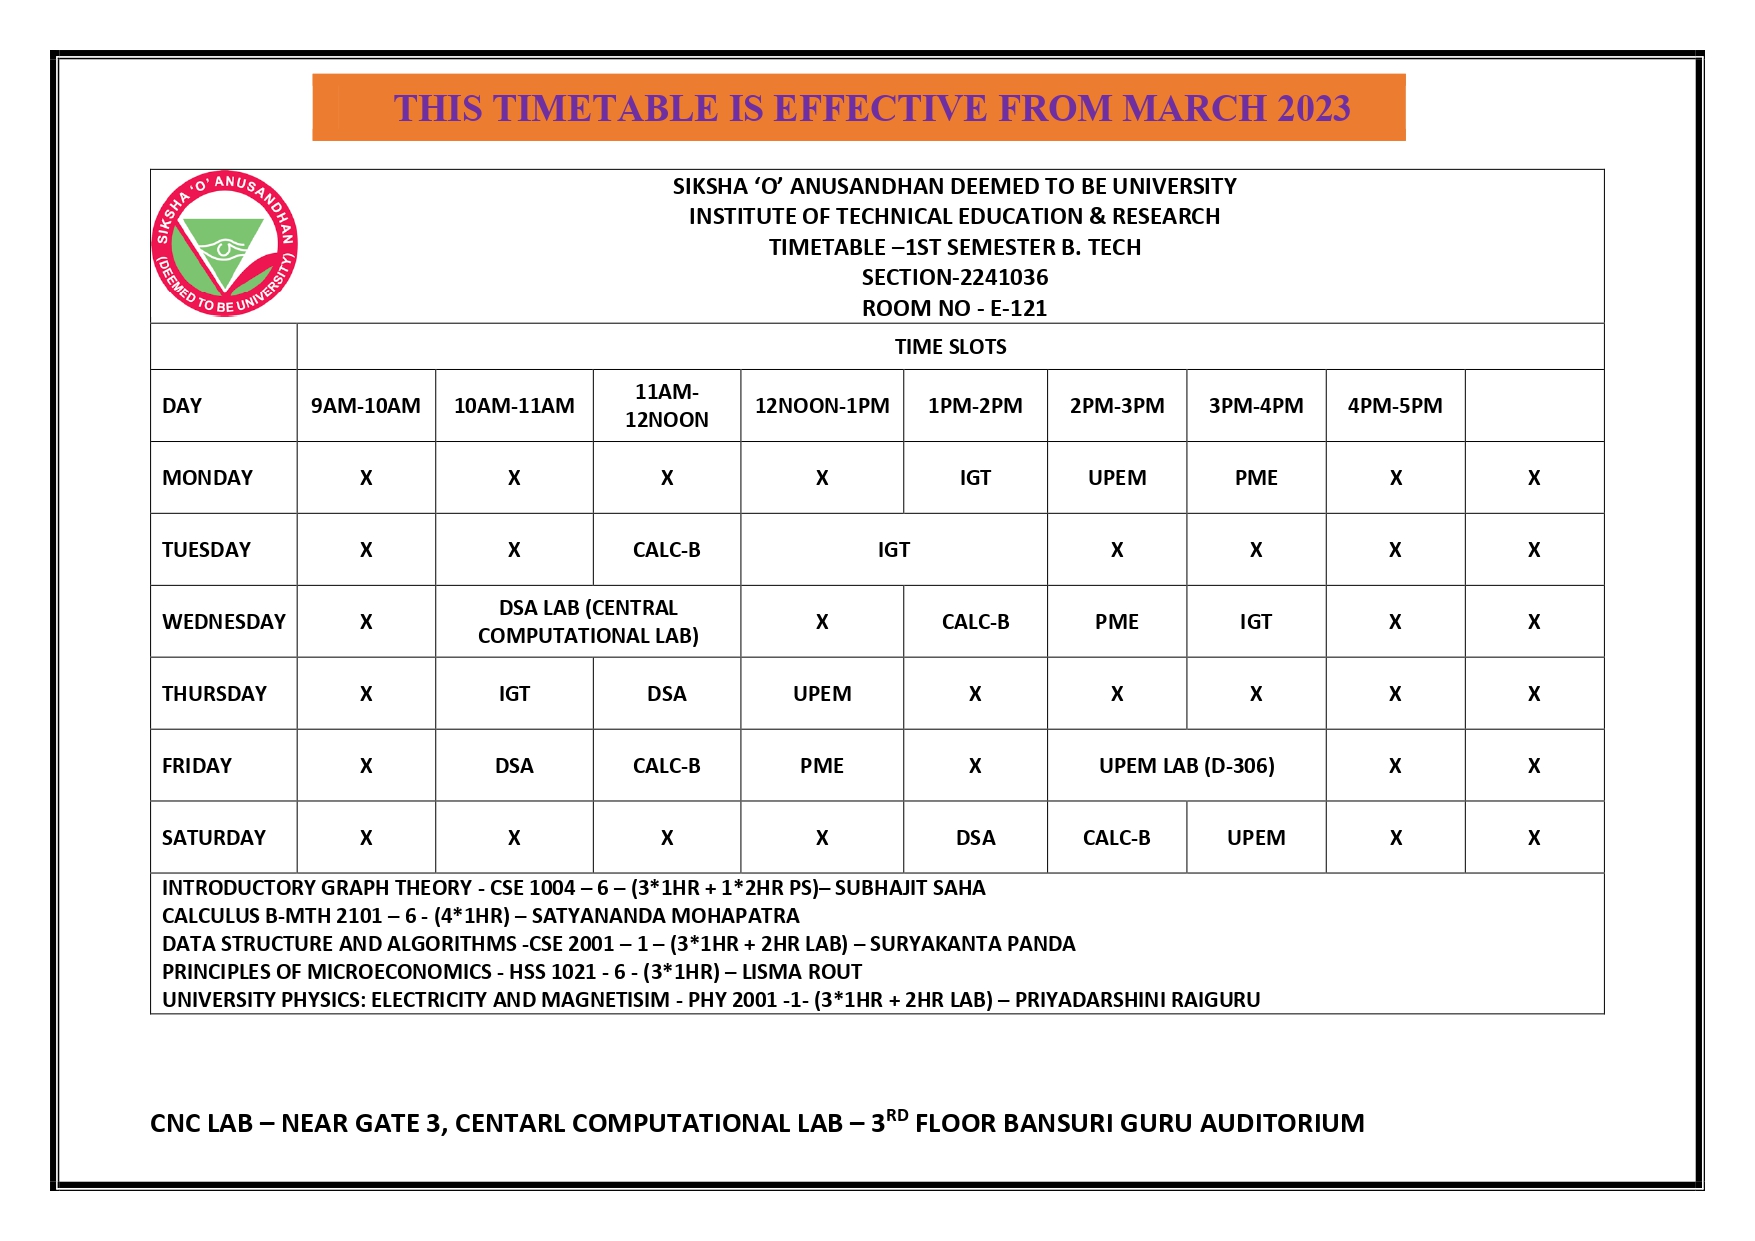 THIS TIMETABLE IS EFFECTIVE FROM MARCH 2023
SIKSHA 'O' ANUSANDHAN
(DEEMED TO BE UNIVERSITY)
SIKSHA ‘O’ ANUSANDHAN DEEMED TO BE UNIVERSITY
INSTITUTE OF TECHNICAL EDUCATION & RESEARCH
TIMETABLE –1ST SEMESTER B. TECH
SECTION-2241036
ROOM NO - E-121
TIME SLOTS
DAY 9AM-10AM 10AM-11AM 11AM-12NOON 12NOON-1PM 1PM-2PM 2PM-3PM 3PM-4PM 4PM-5PM
MONDAY X X X X IGT UPEM PME X X
TUESDAY X X CALC-B IGT X X X X
WEDNESDAY X DSA LAB (CENTRAL COMPUTATIONAL LAB) X CALC-B PME IGT X X
THURSDAY X IGT DSA UPEM X X X X X
FRIDAY X DSA CALC-B PME X UPEM LAB (D-306) X X
SATURDAY X X X X DSA CALC-B UPEM X X
INTRODUCTORY GRAPH THEORY - CSE 1004 – 6 – (3*1HR + 1*2HR PS)– SUBHAJIT SAHA
CALCULUS B-MTH 2101 – 6 - (4*1HR) – SATYANANDA MOHAPATRA
DATA STRUCTURE AND ALGORITHMS -CSE 2001 – 1 – (3*1HR + 2HR LAB) – SURYAKANTA PANDA
PRINCIPLES OF MICROECONOMICS - HSS 1021 - 6 - (3*1HR) – LISMA ROUT
UNIVERSITY PHYSICS: ELECTRICITY AND MAGNETISIM - PHY 2001 -1- (3*1HR + 2HR LAB) – PRIYADARSHINI RAIGURU
CNC LAB – NEAR GATE 3, CENTARL COMPUTATIONAL LAB – 3RD FLOOR BANSURI GURU AUDITORIUM